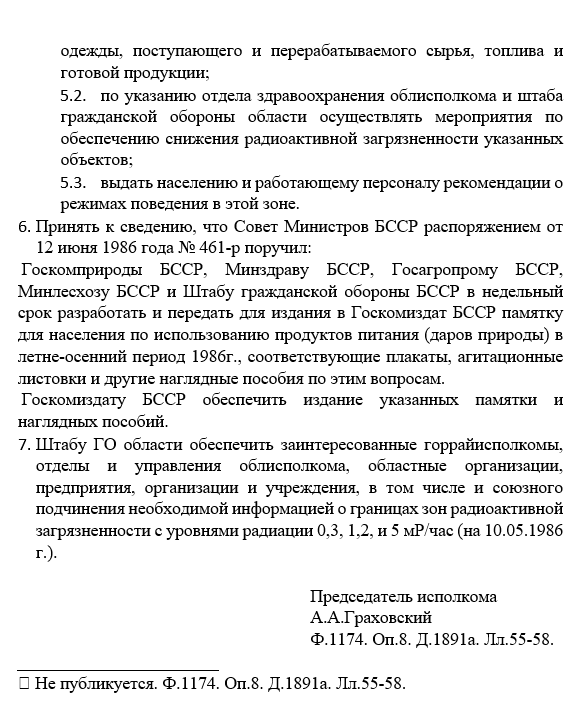 одежды, поступающего и перерабатываемого сырья, топлива и
готовой продукции;
5.2. по указанию отдела здравоохранения облисполкома и штаба
гражданской обороны области осуществлять мероприятия по
обеспечению снижения радиоактивной загрязненности указанных
объектов;
5.3. выдать населению и работающему персоналу рекомендации о
режимах поведения в этой зоне.
6. Принять к сведению, что Совет Министров БССР распоряжением от
12 июня 1986 года № 461-р поручил:
Госкомприроды БССР, Минздраву БССР, Госагропрому БССР,
Минлесхозу БССР и Штабу гражданской обороны БССР в недельный
срок разработать и передать для издания в Госкомиздат БССР памятку
для населения по использованию продуктов питания (даров природы) в
летне-осенний период 1986г., соответствующие плакаты, агитационные
листовки и другие наглядные пособия по этим вопросам.
Госкомиздату БССР обеспечить издание указанных памятки и
наглядных пособий.
7. Штабу ГО области обеспечить заинтересованные горрайисполкомы,
отделы и управления облисполкома, областные организации,
предприятия, организации и учреждения, в том числе и союзного
подчинения необходимой информацией о границах зон радиоактивной
загрязненности с уровнями радиации 0,3, 1,2, и 5 мР/час (на 10.05.1986
г.).
Председатель исполкома
А.А.Граховский
Ф.1174. Оп.8. Д.1891а. Лл.55-58.
Не публикуется. Ф.1174. Оп.8. Д.1891а. Лл.55-58.